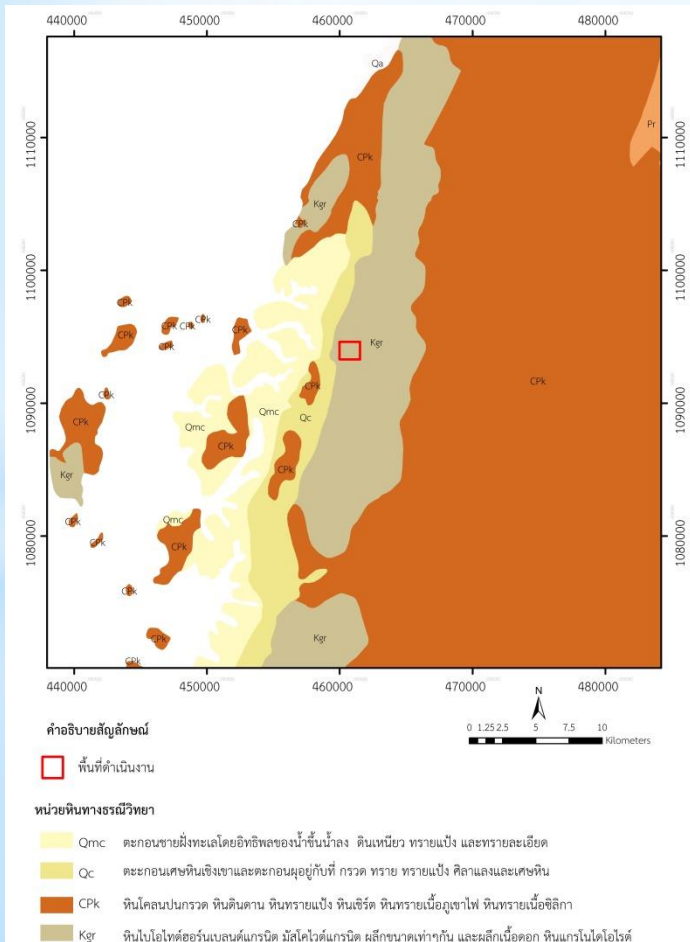 440000 450000 460000 470000 480000
Qa
1110000
Pr
CPk
Kgr
CPk
1100000
CPk
CPk CPk CPk CPk CPk
CPk
CPk
Kgr
CPk
1090000
CPk
CPk
CPk
Qmc
Qmc
Qc
CPk
CPk
Kgr
Qmc
CPk
CPk
CPk
1080000
CPk
CPk
Kgr
CPk
440000 450000 460000 470000 480000
N
0 1.25 2.5 5 7.5 10
Kilometers
คำอธิบายสัญลักษณ์
พื้นที่ดำเนินงาน
หน่วยหินทางธรณีวิทยา
Qmc ตะกอนชายฝั่งทะเลโดยอิทธิพลของน้ำขึ้นน้ำลง ดินเหนียว ทรายแป้ง และทรายละเอียด
Qc ตะะกอนเศษหินเชิงเขาและตะกอนผุอยู่กับที่ กรวด ทราย ทรายแป้ง ศิลาแลงและเศษหิน
CPk หินโคลนปนกรวด หินดินดาน หินทรายแป้ง หินเชิร์ต หินทรายเนื้อภูเขาไฟ หินทรายเนื้อซิลิกา
Kgr หินไบโอไทต์ฮอร์นเบลนด์แกรนิต มัสโคไวต์แกรนิต ผลึกขนาดเท่าๆกัน และผลึกเนื้อดอก หินแกรโนไดโอไรต์